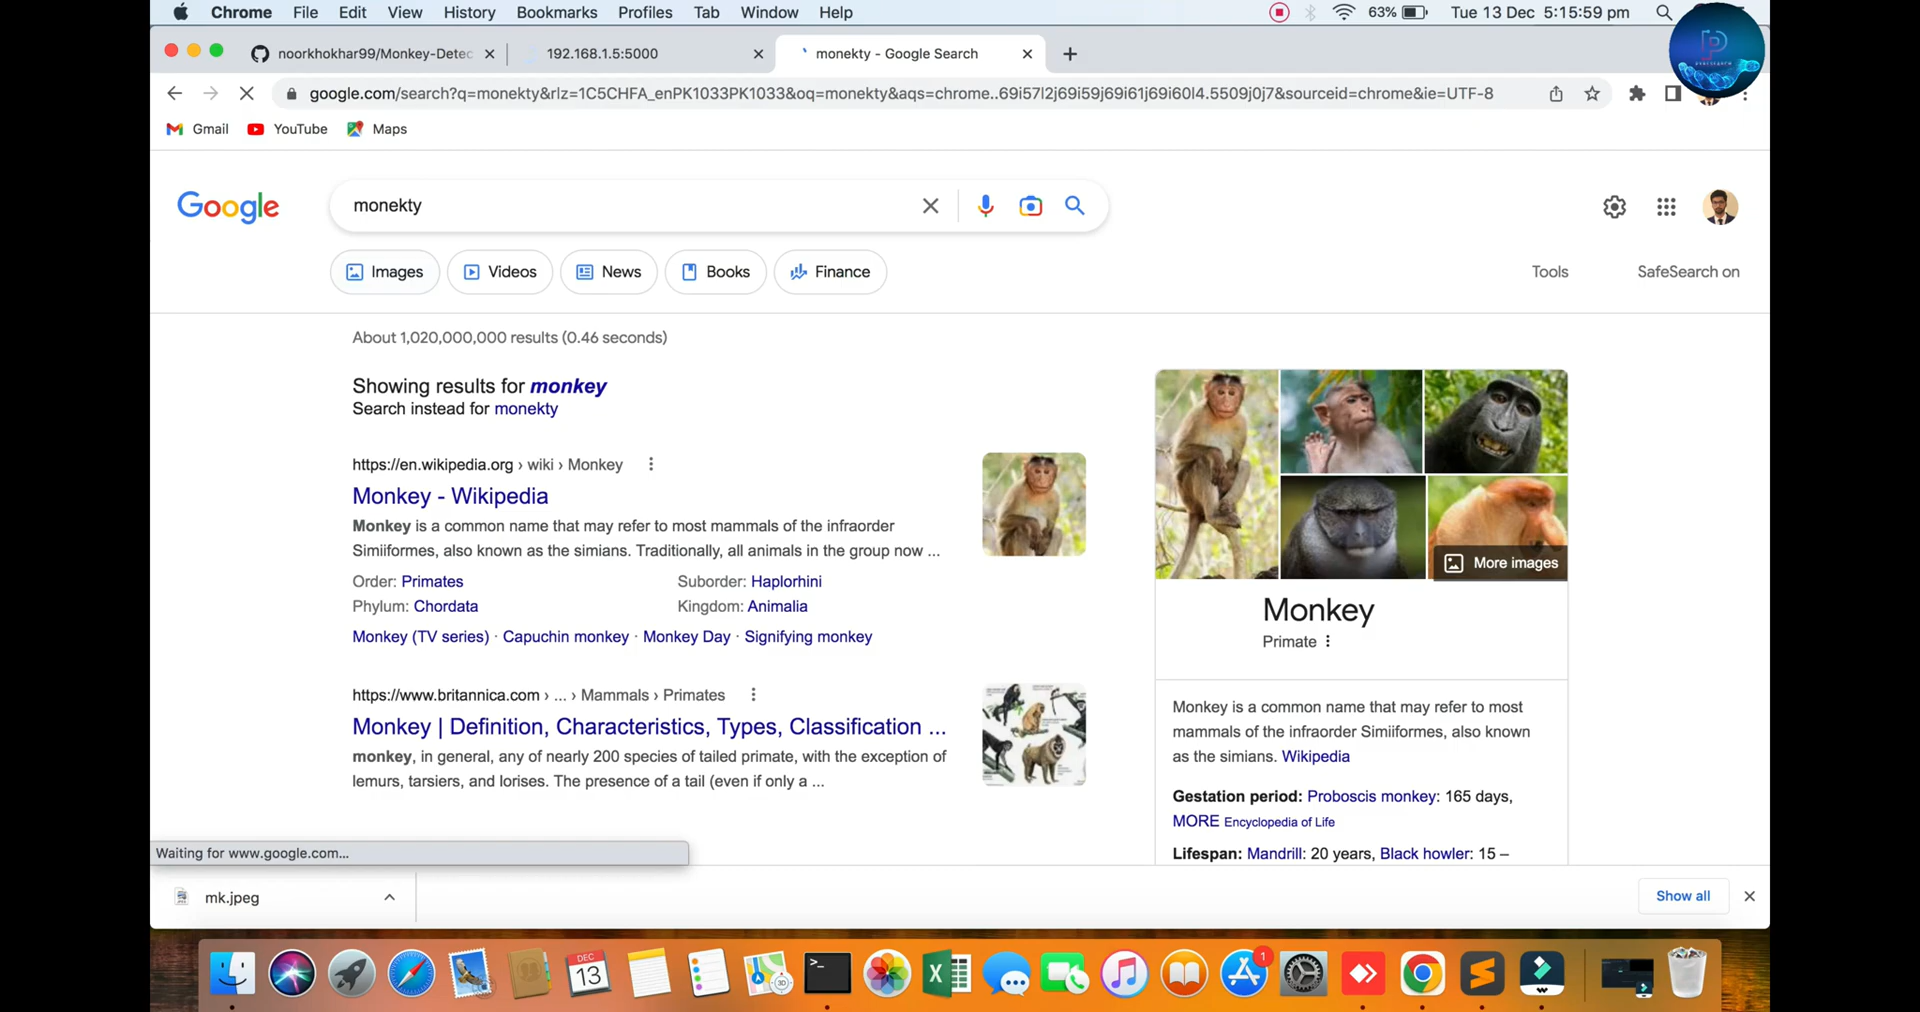 Chrome File Edit View History Bookmarks Profiles Tab Window Help 63% Tue 13 Dec 5:15:59 pm
noorkhokhar99/Monkey-Detec 192.168.1.5:5000 monekty - Google Search
google.com/search?q=monekty&rlz=1C5CHFA_enPK1033PK1033&oq=monekty&aqs=chrome..69i57l2j69i59j69i61j69i60l4.5509j0j7&sourceid=chrome&ie=UTF-8
Gmail YouTube Maps
Google monekty
Images Videos News Books Finance Tools SafeSearch on
About 1,020,000,000 results (0.46 seconds)
Showing results for monkey
Search instead for monekty
https://en.wikipedia.org › wiki › Monkey
Monkey - Wikipedia
Monkey is a common name that may refer to most mammals of the infraorder
Simiiformes, also known as the simians. Traditionally, all animals in the group now ...
Order: Primates Suborder: Haplorhini
Phylum: Chordata Kingdom: Animalia
Monkey (TV series) · Capuchin monkey · Monkey Day · Signifying monkey
https://www.britannica.com › ... › Mammals › Primates
Monkey | Definition, Characteristics, Types, Classification ...
monkey, in general, any of nearly 200 species of tailed primate, with the exception of
lemurs, tarsiers, and lorises. The presence of a tail (even if only a ...
More images
Monkey
Primate
Monkey is a common name that may refer to most
mammals of the infraorder Simiiformes, also known
as the simians. Wikipedia
Gestation period: Proboscis monkey: 165 days,
MORE Encyclopedia of Life
Lifespan: Mandrill: 20 years, Black howler: 15 –
Waiting for www.google.com...
mk.jpeg Show all
DEC
13
3D
1